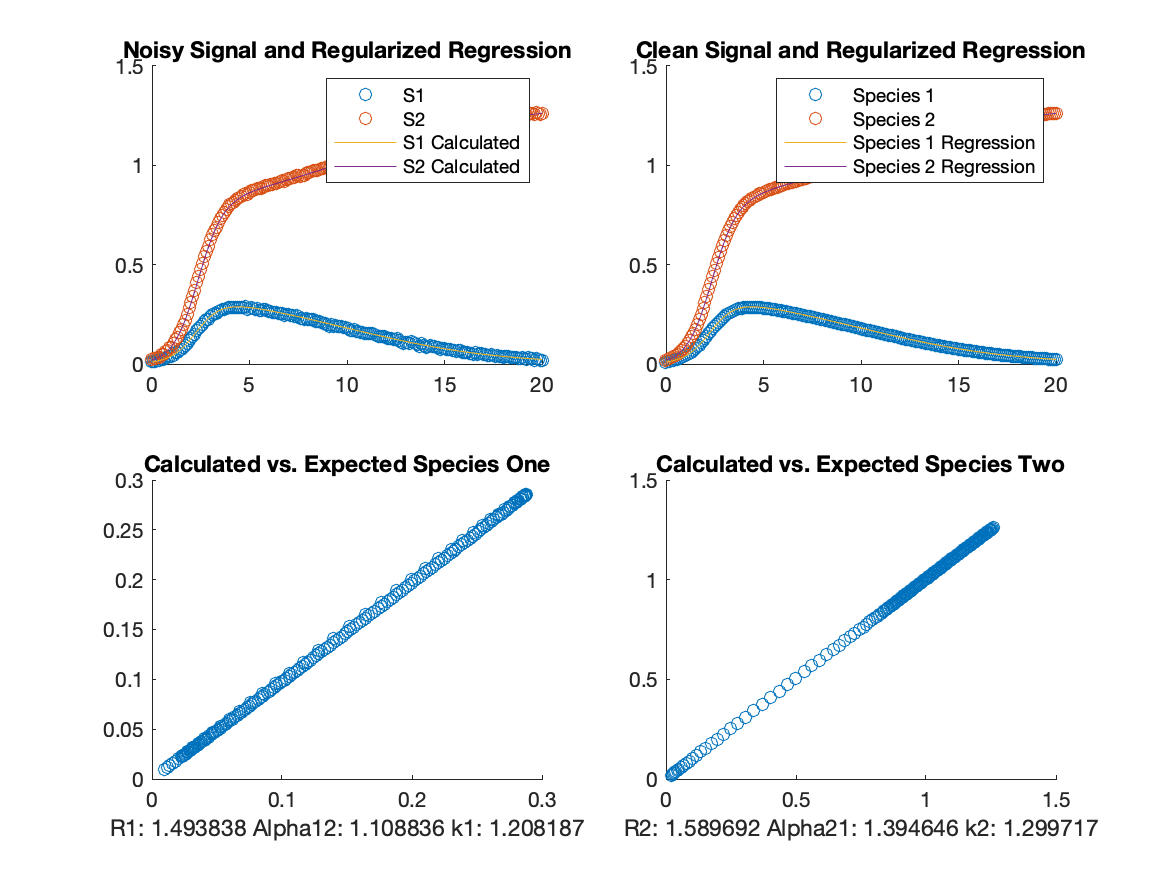 Noisy Signal and Regularized Regression
1.5
1
0.5
0
0 5 10 15 20
S1
S2
S1 Calculated
S2 Calculated
Clean Signal and Regularized Regression
1.5
1
0.5
0
0 5 10 15 20
Species 1
Species 2
Species 1 Regression
Species 2 Regression
Calculated vs. Expected Species One
0.3
0.25
0.2
0.15
0.1
0.05
0
0 0.1 0.2 0.3
R1: 1.493838 Alpha12: 1.108836 k1: 1.208187
Calculated vs. Expected Species Two
1.5
1
0.5
0
0 0.5 1 1.5
R2: 1.589692 Alpha21: 1.394646 k2: 1.299717